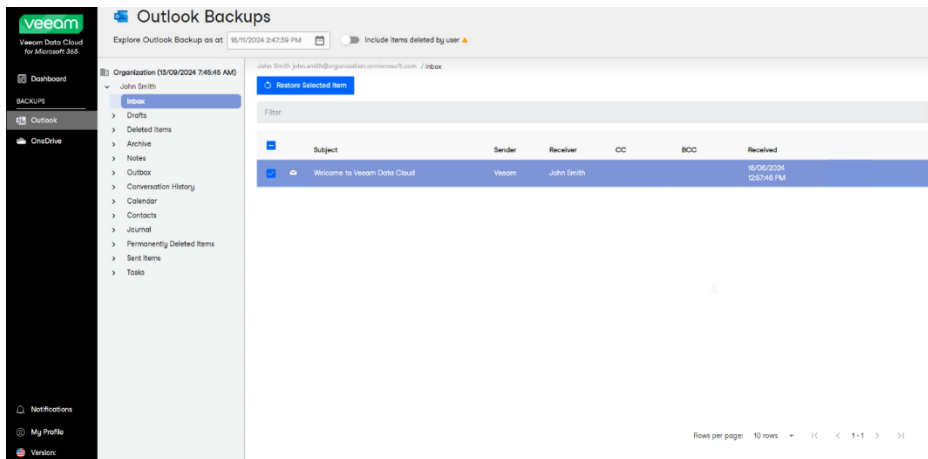 veeam
Veeam Data Cloud
for Microsoft 365
Dashboard
BACKUPS
Outlook
OneDrive
Notifications
My Profile
Version:
Outlook Backups
Explore Outlook Backup as at 18/11/2024 2:47:39 PM Include items deleted by user
Organization (15/09/2024 7:45:45 AM)
John Smith
Inbox
Drafts
Deleted Items
Archive
Notes
Outbox
Conversation History
Calendar
Contacts
Journal
Permanently Deleted Items
Sent Items
Tasks
John Smith john.smith@organization.onmicrosoft.com / Inbox
Restore Selected Item
Filter
Subject Sender Receiver CC BCC Received
Welcome to Veeam Data Cloud Veeam John Smith 18/06/2024
12:57:46 PM
Rows per page: 10 rows 1-1